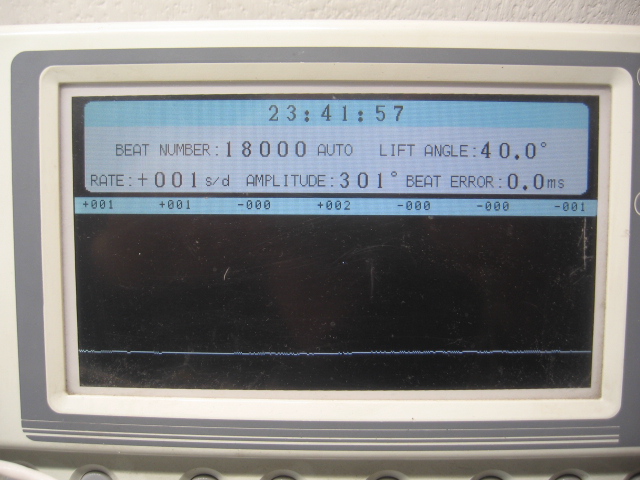 23:41:57
BEAT NUMBER:18000 AUTO LIFT ANGLE:40.0°
RATE:+001s/d AMPLITUDE:301° BEAT ERROR:0.0ms
+001 +001 -000 +002 -000 -000 -001